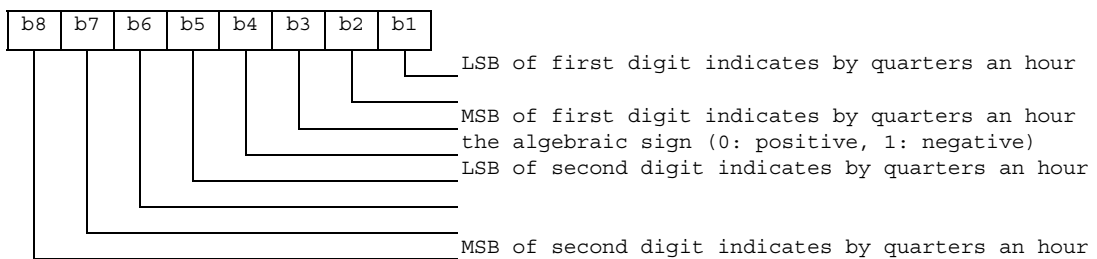 b8 b7 b6 b5 b4 b3 b2 b1
LSB of first digit indicates by quarters an hour
MSB of first digit indicates by quarters an hour
the algebraic sign (0: positive, 1: negative)
LSB of second digit indicates by quarters an hour
MSB of second digit indicates by quarters an hour